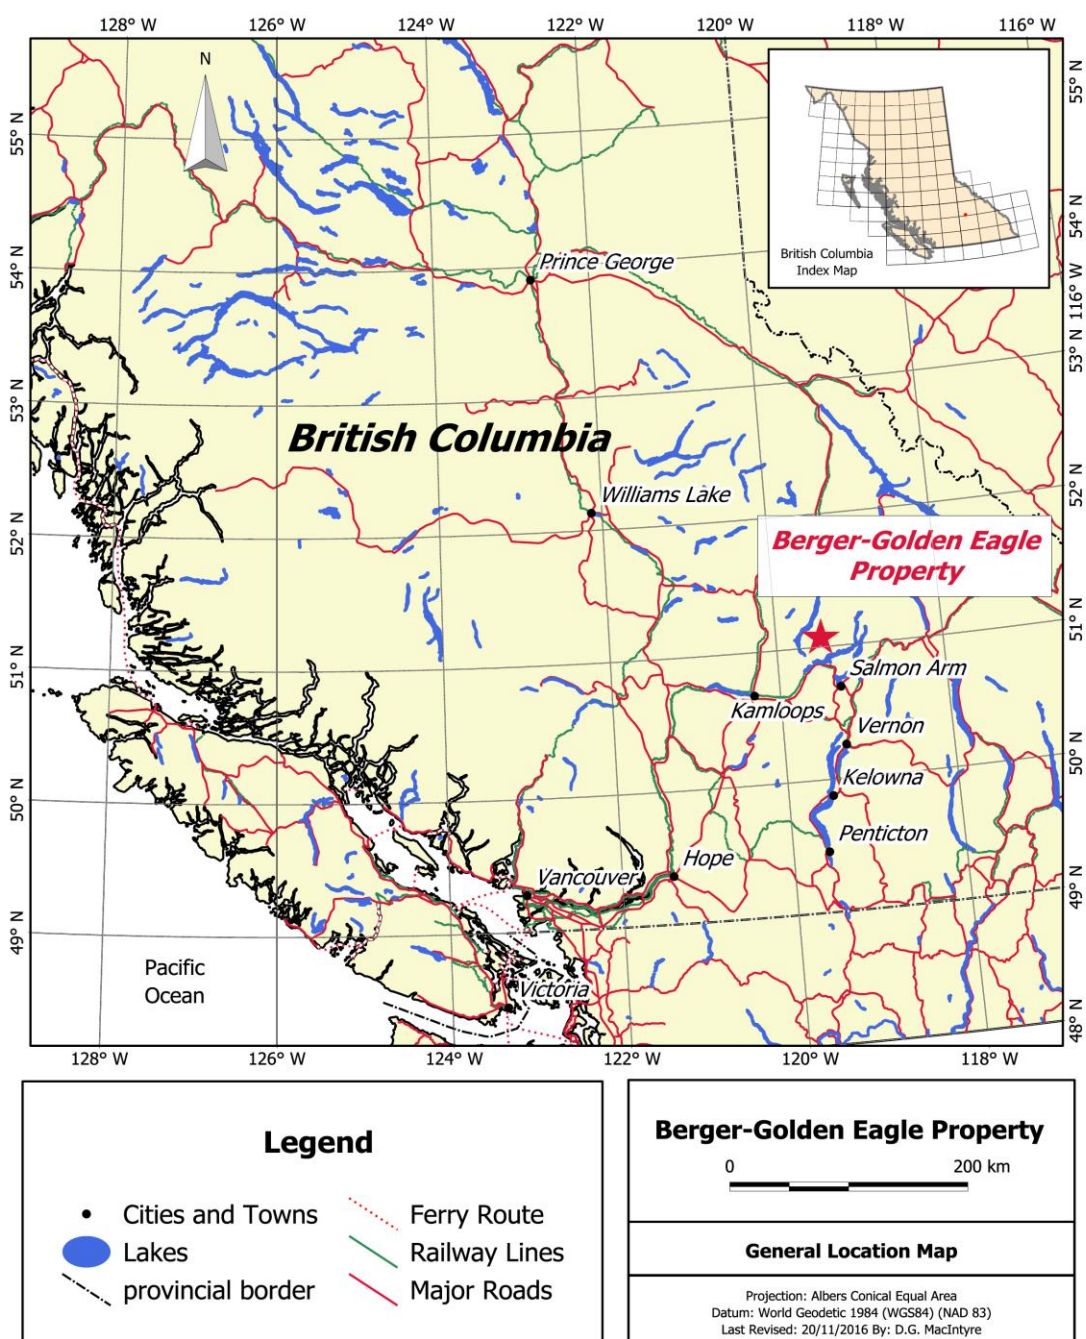 128° W 126° W 124° W 122° W 120° W 118° W 116° W
N
55° N
55° N
British Columbia
Index Map
54° N
54° N
116° W
Prince George
53° N
53° N
British Columbia
52° N
Williams Lake
52° N
Berger-Golden Eagle
Property
51° N
51° N
Salmon Arm
Kamloops
Vernon
50° N
50° N
Kelowna
Penticton
Hope
Vancouver
49° N
49° N
Pacific
Ocean
Victoria
48° N
128° W 126° W 124° W 122° W 120° W 118° W
Legend
Cities and Towns
Lakes
provincial border
Ferry Route
Railway Lines
Major Roads
Berger-Golden Eagle Property
0 200 km
General Location Map
Projection: Albers Conical Equal Area
Datum: World Geodetic 1984 (WGS84) (NAD 83)
Last Revised: 20/11/2016 By: D.G. MacIntyre